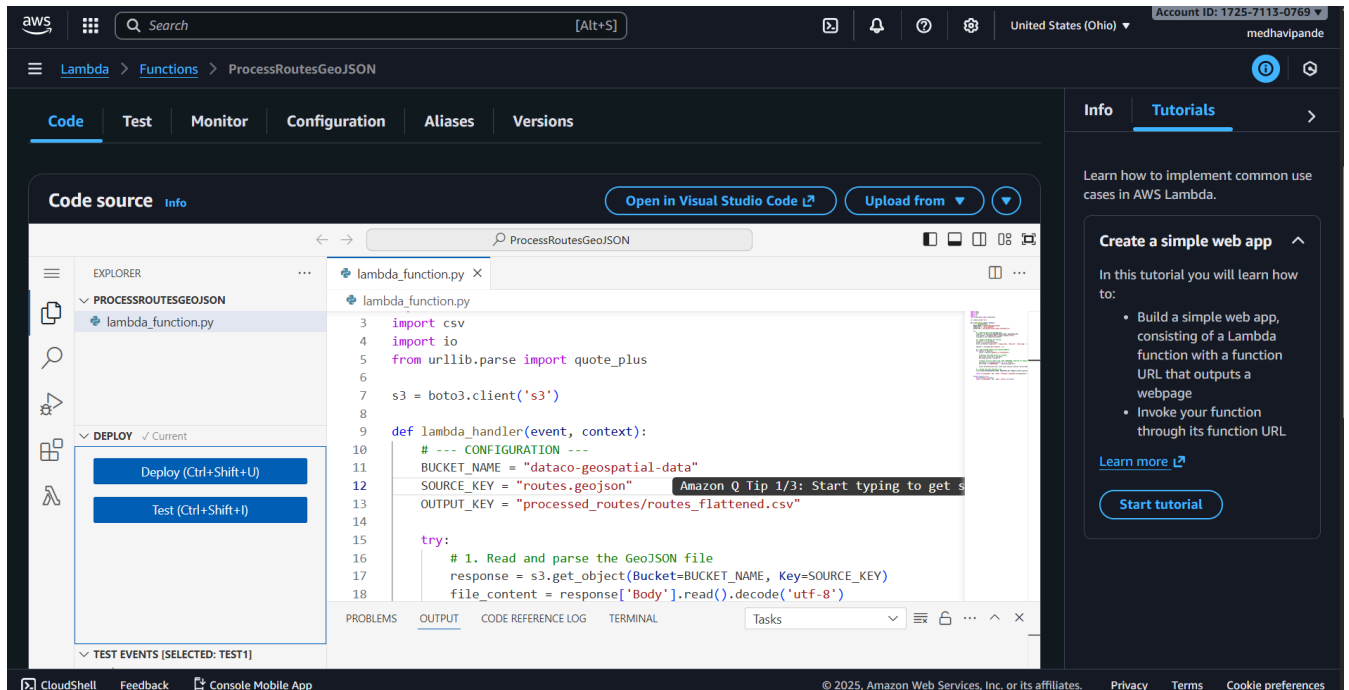 aws
Search [Alt+S]
United States (Ohio) ▼
Account ID: 1725-7113-0769 ▼
medhavipande
Lambda > Functions > ProcessRoutesGeoJSON
Code Test Monitor Configuration Aliases Versions
Code source Info
Open in Visual Studio Code
Upload from ▼
ProcessRoutesGeoJSON
EXPLORER ...
PROCESSROUTESGEOJSON
lambda_function.py
DEPLOY ✓ Current
Deploy (Ctrl+Shift+U)
Test (Ctrl+Shift+I)
TEST EVENTS [SELECTED: TEST1]
lambda_function.py ×
lambda_function.py
3 import csv
4 import io
5 from urllib.parse import quote_plus
6
7 s3 = boto3.client('s3')
8
9 def lambda_handler(event, context):
10 # --- CONFIGURATION ---
11 BUCKET_NAME = "dataco-geospatial-data"
12 SOURCE_KEY = "routes.geojson" Amazon Q Tip 1/3: Start typing to get s
13 OUTPUT_KEY = "processed_routes/routes_flattened.csv"
14
15 try:
16 # 1. Read and parse the GeoJSON file
17 response = s3.get_object(Bucket=BUCKET_NAME, Key=SOURCE_KEY)
18 file_content = response['Body'].read().decode('utf-8')
PROBLEMS OUTPUT CODE REFERENCE LOG TERMINAL
Tasks
Info Tutorials
Learn how to implement common use
cases in AWS Lambda.
Create a simple web app
In this tutorial you will learn how
to:
• Build a simple web app,
consisting of a Lambda
function with a function
URL that outputs a
webpage
• Invoke your function
through its function URL
Learn more
Start tutorial
CloudShell Feedback Console Mobile App
© 2025, Amazon Web Services, Inc. or its affiliates. Privacy Terms Cookie preferences